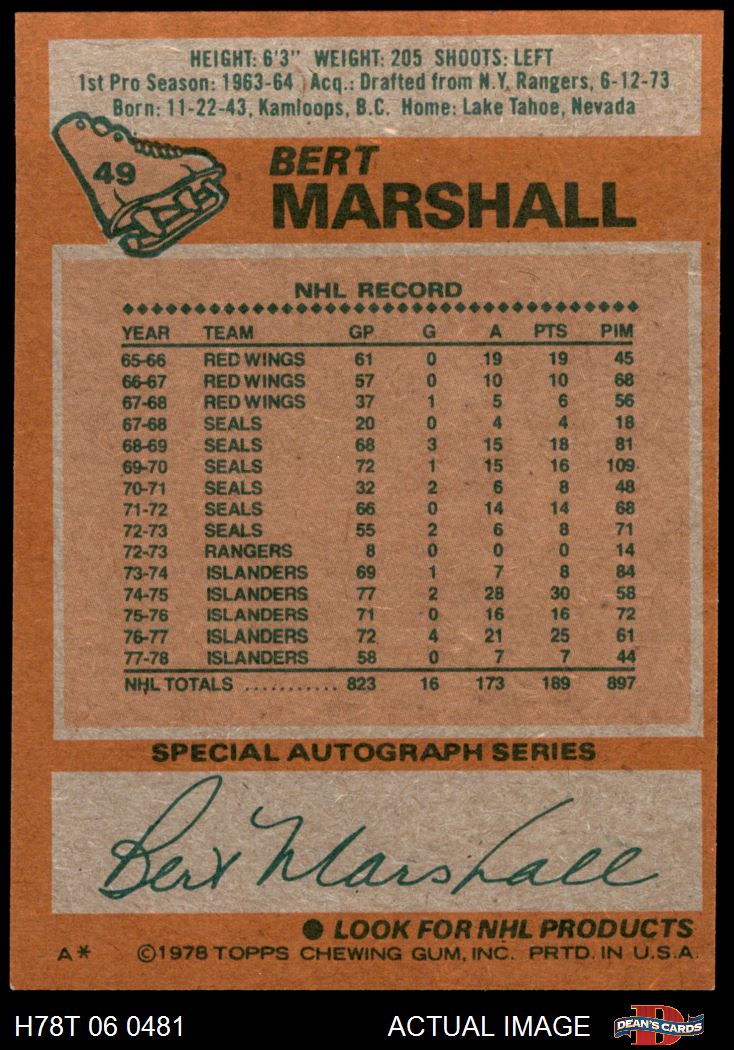 HEIGHT: 6'3" WEIGHT: 205 SHOOTS: LEFT
1st Pro Season: 1963-64 Acq.: Drafted from N.Y. Rangers, 6-12-73
Born: 11-22-43, Kamloops, B.C. Home: Lake Tahoe, Nevada
49
BERT
MARSHALL
NHL RECORD
YEAR TEAM GP G A PTS PIM
65-66 RED WINGS 61 0 19 19 45
66-67 RED WINGS 57 0 10 10 68
67-68 RED WINGS 37 1 5 6 56
67-68 SEALS 20 0 4 4 18
68-69 SEALS 68 3 15 18 81
69-70 SEALS 72 1 15 16 109
70-71 SEALS 32 2 6 8 48
71-72 SEALS 66 0 14 14 68
72-73 SEALS 55 2 6 8 71
72-73 RANGERS 8 0 0 0 14
73-74 ISLANDERS 69 1 7 8 84
74-75 ISLANDERS 77 2 28 30 58
75-76 ISLANDERS 71 0 16 16 72
76-77 ISLANDERS 72 4 21 25 61
77-78 ISLANDERS 58 0 7 7 44
NHL TOTALS ........... 823 16 173 189 897
SPECIAL AUTOGRAPH SERIES
Bert Marshall
● LOOK FOR NHL PRODUCTS
A* ©1978 TOPPS CHEWING GUM, INC. PRTD. IN U.S.A.
H78T 06 0481 ACTUAL IMAGE
D
DEAN'S CARDS